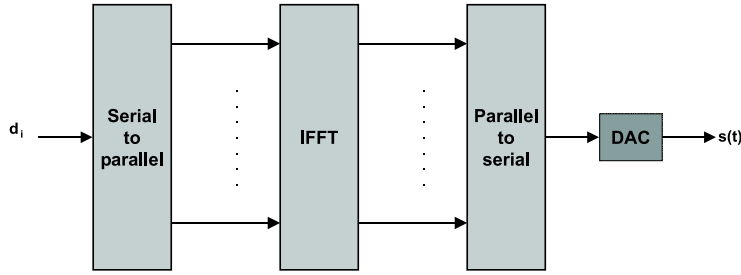 d i
Serial
to
parallel
IFFT
Parallel
to
serial
DAC
s(t)